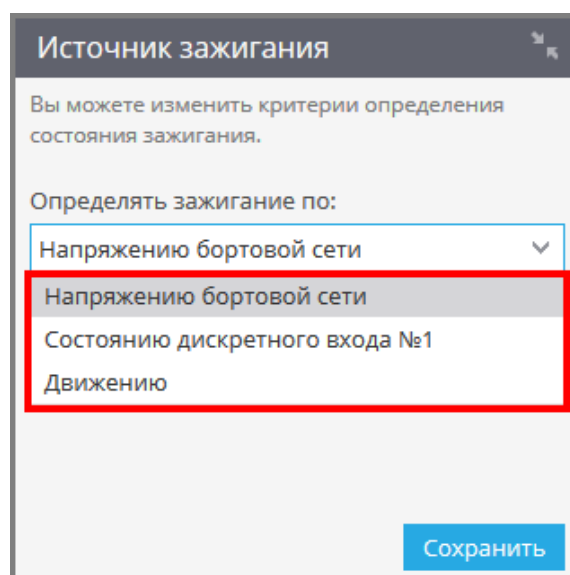 Источник зажигания
Вы можете изменить критерии определения
состояния зажигания.
Определять зажигание по:
Напряжению бортовой сети
Напряжению бортовой сети
Состоянию дискретного входа №1
Движению
Сохранить